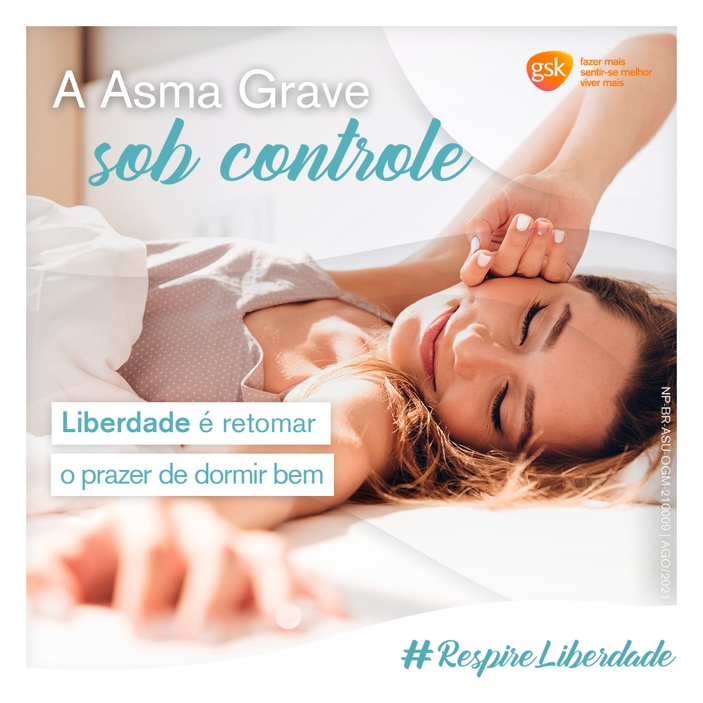 A Asma Grave
sob controle
gsk
fazer mais
sentir-se melhor
viver mais
Liberdade é retomar
o prazer de dormir bem
NP-BR-ASU-OGM-210009 | AGO/2021
#RespireLiberdade